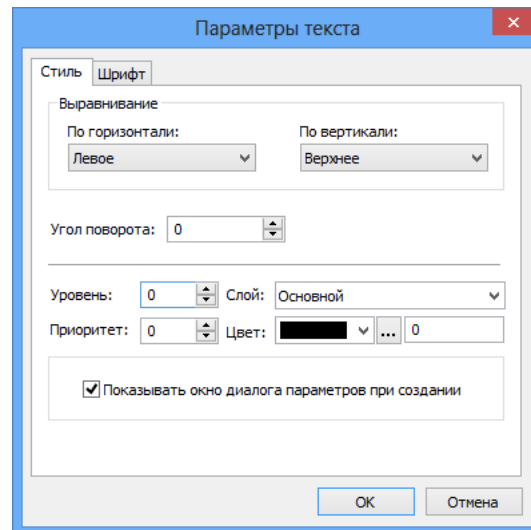 Параметры текста
Стиль Шрифт
Выравнивание
По горизонтали: По вертикали:
Левое Верхнее
Угол поворота: 0
Уровень: 0 Слой: Основной
Приоритет: 0 Цвет: ... 0
Показывать окно диалога параметров при создании
OK Отмена